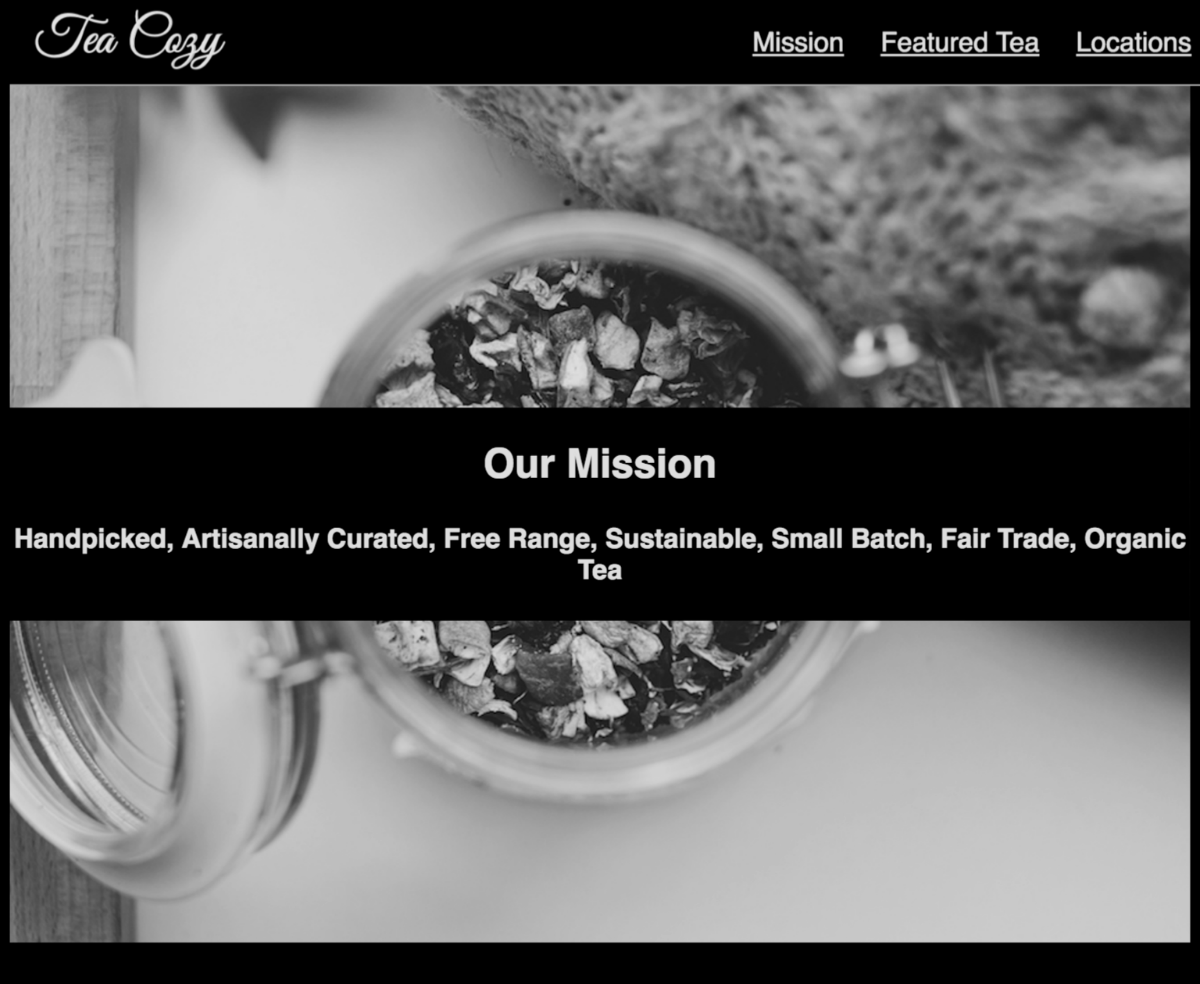 Tea Cozy
Mission Featured Tea Locations
Our Mission
Handpicked, Artisanally Curated, Free Range, Sustainable, Small Batch, Fair Trade, Organic
Tea